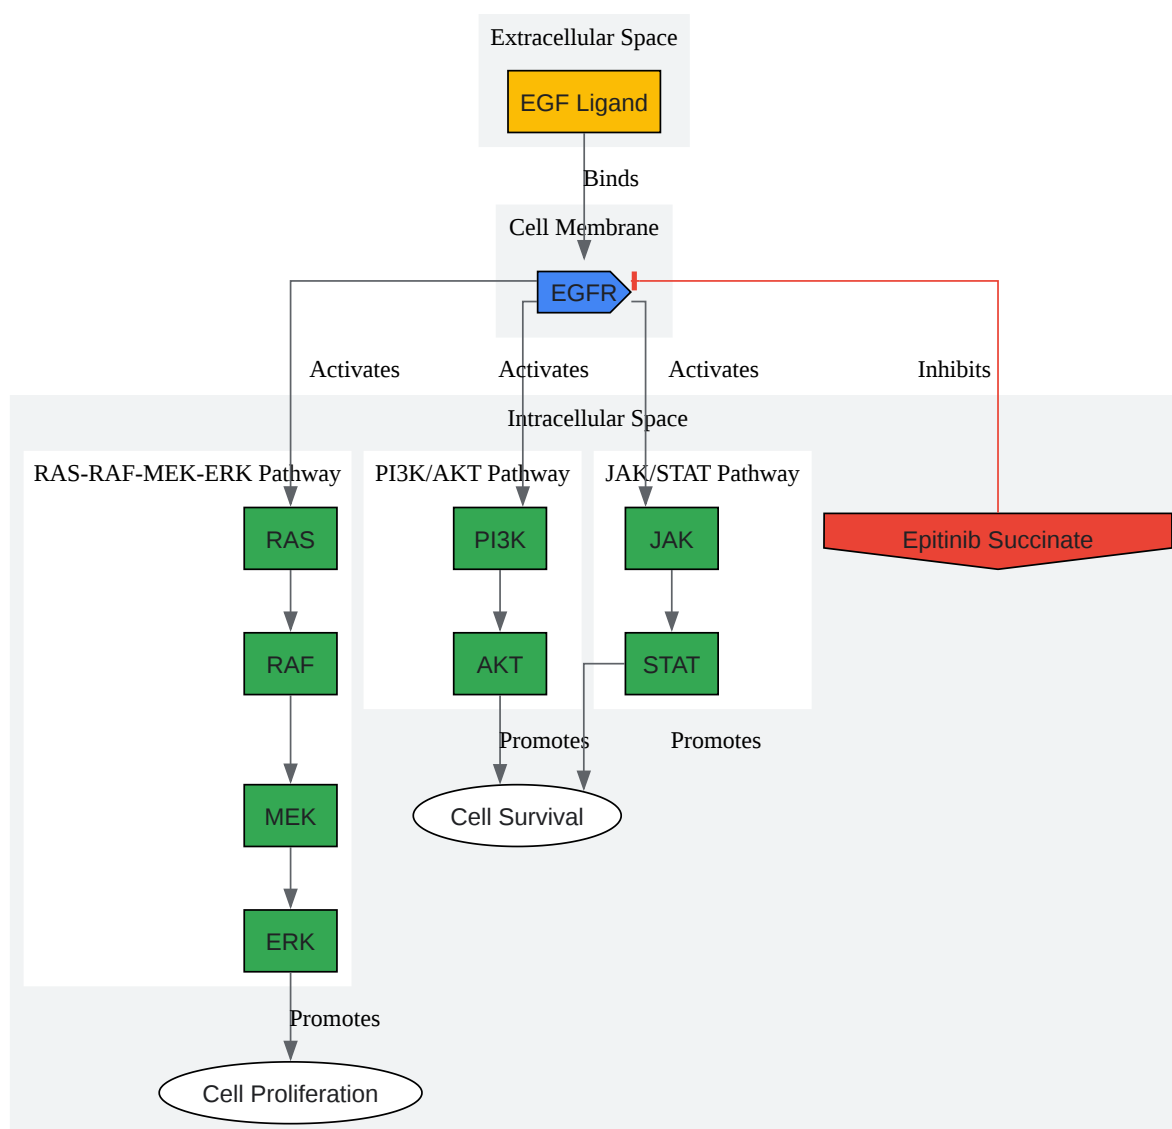 Extracellular Space
EGF Ligand
Binds
Cell Membrane
EGFR
Activates
Activates
Activates
Inhibits
Intracellular Space
RAS-RAF-MEK-ERK Pathway
PI3K/AKT Pathway
JAK/STAT Pathway
RAS
PI3K
JAK
Epitinib Succinate
RAF
AKT
STAT
Promotes
Promotes
MEK
Cell Survival
ERK
Promotes
Cell Proliferation